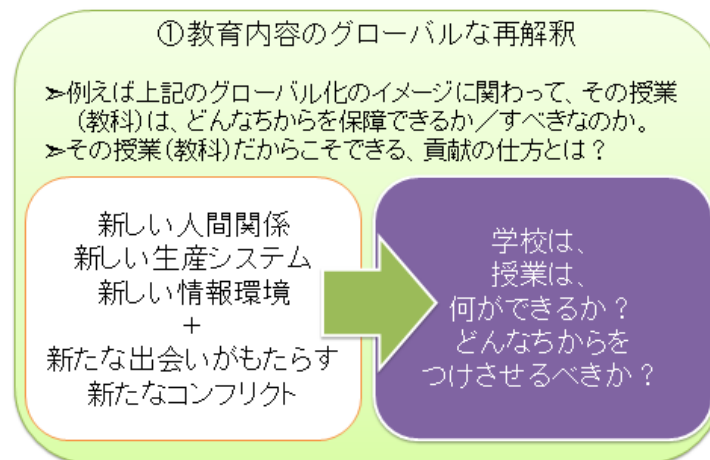 ①教育内容のグローバルな再解釈
➢例えば上記のグローバル化のイメージに関わって、その授業
（教科）は、どんなちからを保障できるか／すべきなのか。
➢その授業（教科）だからこそできる、貢献の仕方とは？
新しい人間関係
新しい生産システム
新しい情報環境
＋
新たな出会いがもたらす
新たなコンフリクト
学校は、
授業は、
何ができるか？
どんなちからを
つけさせるべきか？